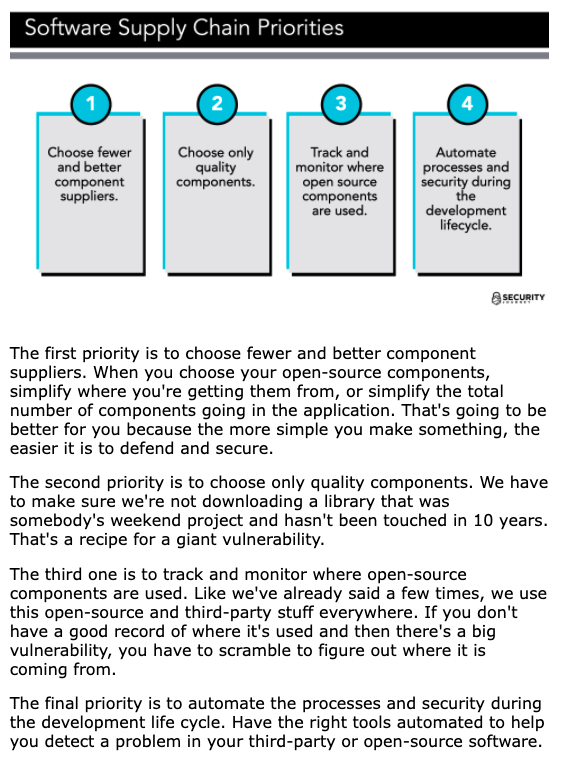 Software Supply Chain Priorities
1
Choose fewer
and better
component
suppliers.
2
Choose only
quality
components.
3
Track and
monitor where
open source
components
are used.
4
Automate
processes and
security during
the
development
lifecycle.
SECURITY
The first priority is to choose fewer and better component
suppliers. When you choose your open-source components,
simplify where you're getting them from, or simplify the total
number of components going in the application. That's going to be
better for you because the more simple you make something, the
easier it is to defend and secure.
The second priority is to choose only quality components. We have
to make sure we're not downloading a library that was
somebody's weekend project and hasn't been touched in 10 years.
That's a recipe for a giant vulnerability.
The third one is to track and monitor where open-source
components are used. Like we've already said a few times, we use
this open-source and third-party stuff everywhere. If you don't
have a good record of where it's used and then there's a big
vulnerability, you have to scramble to figure out where it is
coming from.
The final priority is to automate the processes and security during
the development life cycle. Have the right tools automated to help
you detect a problem in your third-party or open-source software.